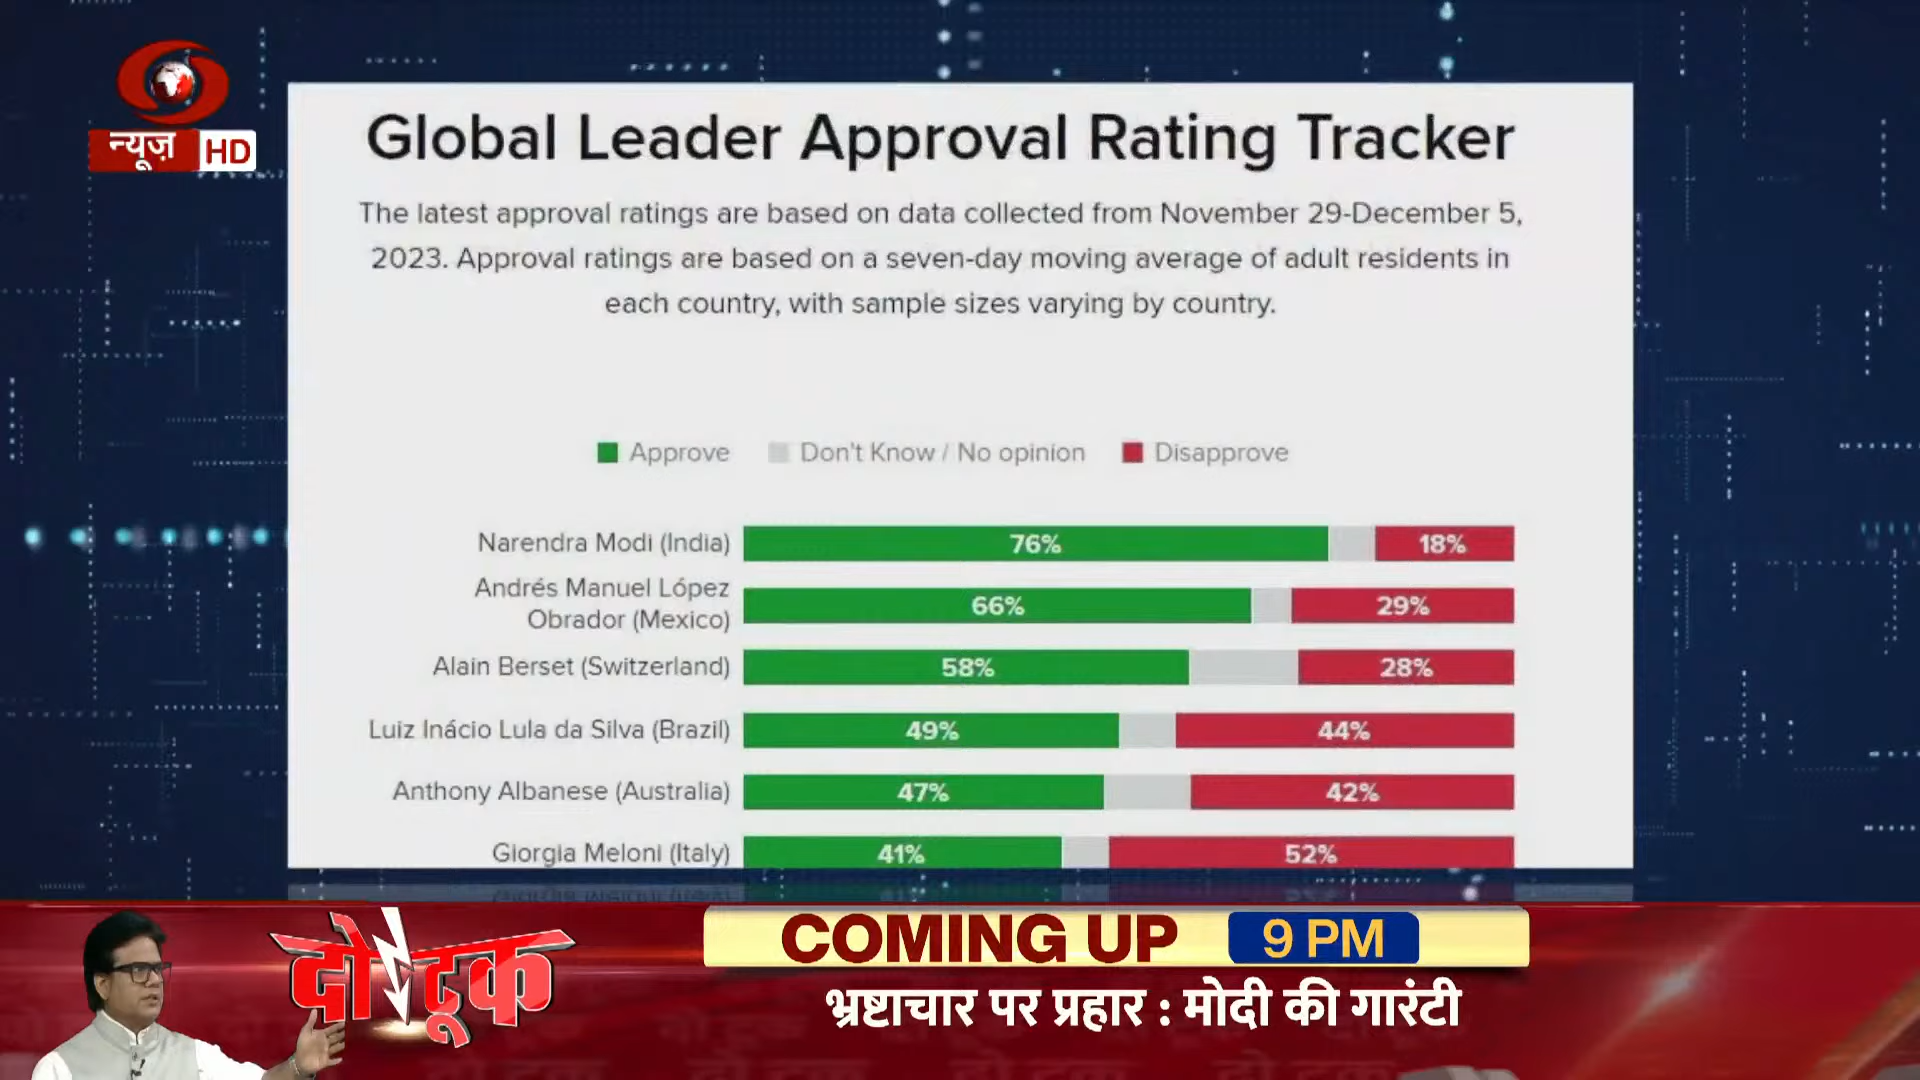 न्यूज़ HD
Global Leader Approval Rating Tracker
The latest approval ratings are based on data collected from November 29-December 5,
2023. Approval ratings are based on a seven-day moving average of adult residents in
each country, with sample sizes varying by country.
Approve Don't Know / No opinion Disapprove
Narendra Modi (India) 76% 18%
Andrés Manuel López
Obrador (Mexico) 66% 29%
Alain Berset (Switzerland) 58% 28%
Luiz Inácio Lula da Silva (Brazil) 49% 44%
Anthony Albanese (Australia) 47% 42%
Giorgia Meloni (Italy) 41% 52%
दो टूक
COMING UP 9 PM
भ्रष्टाचार पर प्रहार : मोदी की गारंटी